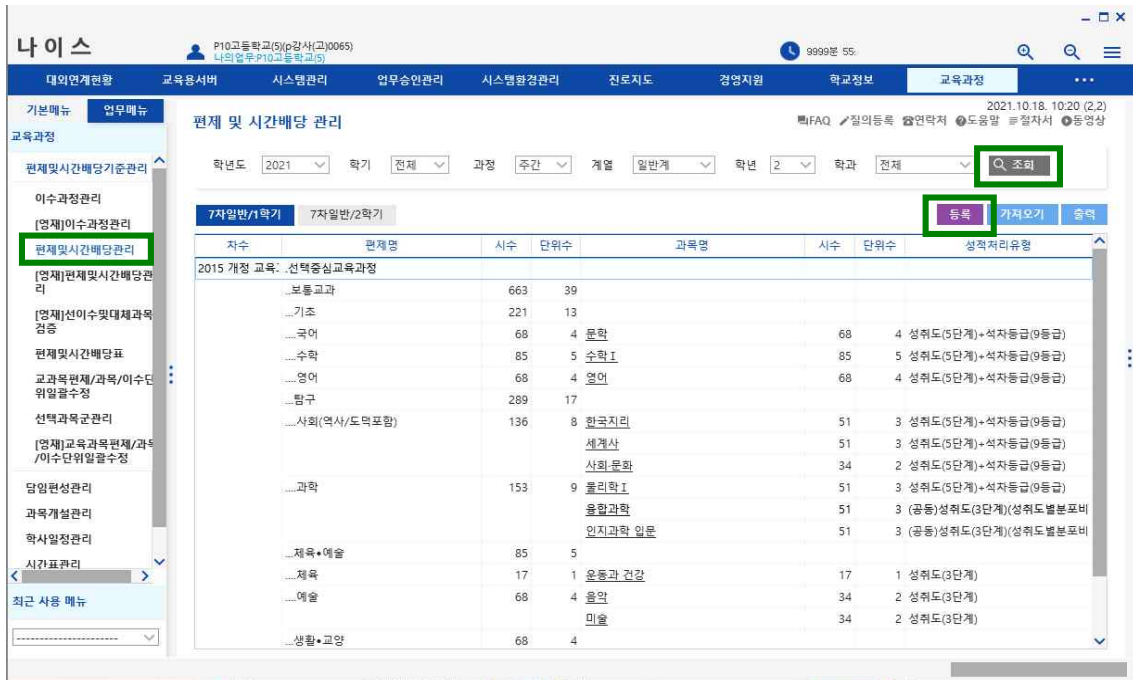 나이스
P10고등학교(5)(p강사(고)0065)
나의업무:P10고등학교(5)
9999분 55:
대외연계현황 교육용서버 시스템관리 업무승인관리 시스템환경관리 진로지도 경영지원 학교정보 교육과정 •••
기본메뉴 업무메뉴
2021.10.18. 10:20 (2,2)
편제 및 시간배당 관리
FAQ 질의등록 연락처 도움말 절차서 동영상
교육과정
학년도 2021 학기 전체 과정 주간 계열 일반계 학년 2 학과 전체 조회
편제및시간배당기준관리
이수과정관리
[영재]이수과정관리
편제및시간배당관리
[영재]편제및시간배당관
리
[영재]선이수및대체과목
검증
편제및시간배당표
교과목편제/과목/이수단
위일괄수정
선택과목군관리
[영재]교육과목편제/과목
/이수단위일괄수정
담임편성관리
과목개설관리
학사일정관리
시간표관리
최근 사용 메뉴
----------------------
7차일반/1학기 7차일반/2학기 등록 가져오기 출력
차수 편제명 시수 단위수 과목명 시수 단위수 성적처리유형
2015 개정 교육 .선택중심교육과정
..보통교과 663 39
...기초 221 13
....국어 68 4 문학 68 4 성취도(5단계)+석차등급(9등급)
....수학 85 5 수학Ⅰ 85 5 성취도(5단계)+석차등급(9등급)
....영어 68 4 영어 68 4 성취도(5단계)+석차등급(9등급)
...탐구 289 17
....사회(역사/도덕포함) 136 8 한국지리 51 3 성취도(5단계)+석차등급(9등급)
세계사 51 3 성취도(5단계)+석차등급(9등급)
사회·문화 34 2 성취도(5단계)+석차등급(9등급)
....과학 153 9 물리학Ⅰ 51 3 성취도(5단계)+석차등급(9등급)
융합과학 51 3 (공동)성취도(3단계)(성취도별분포비
인지과학 입문 51 3 (공동)성취도(3단계)(성취도별분포비
...체육•예술 85 5
....체육 17 1 운동과 건강 17 1 성취도(3단계)
....예술 68 4 음악 34 2 성취도(3단계)
미술 34 2 성취도(3단계)
...생활•교양 68 4